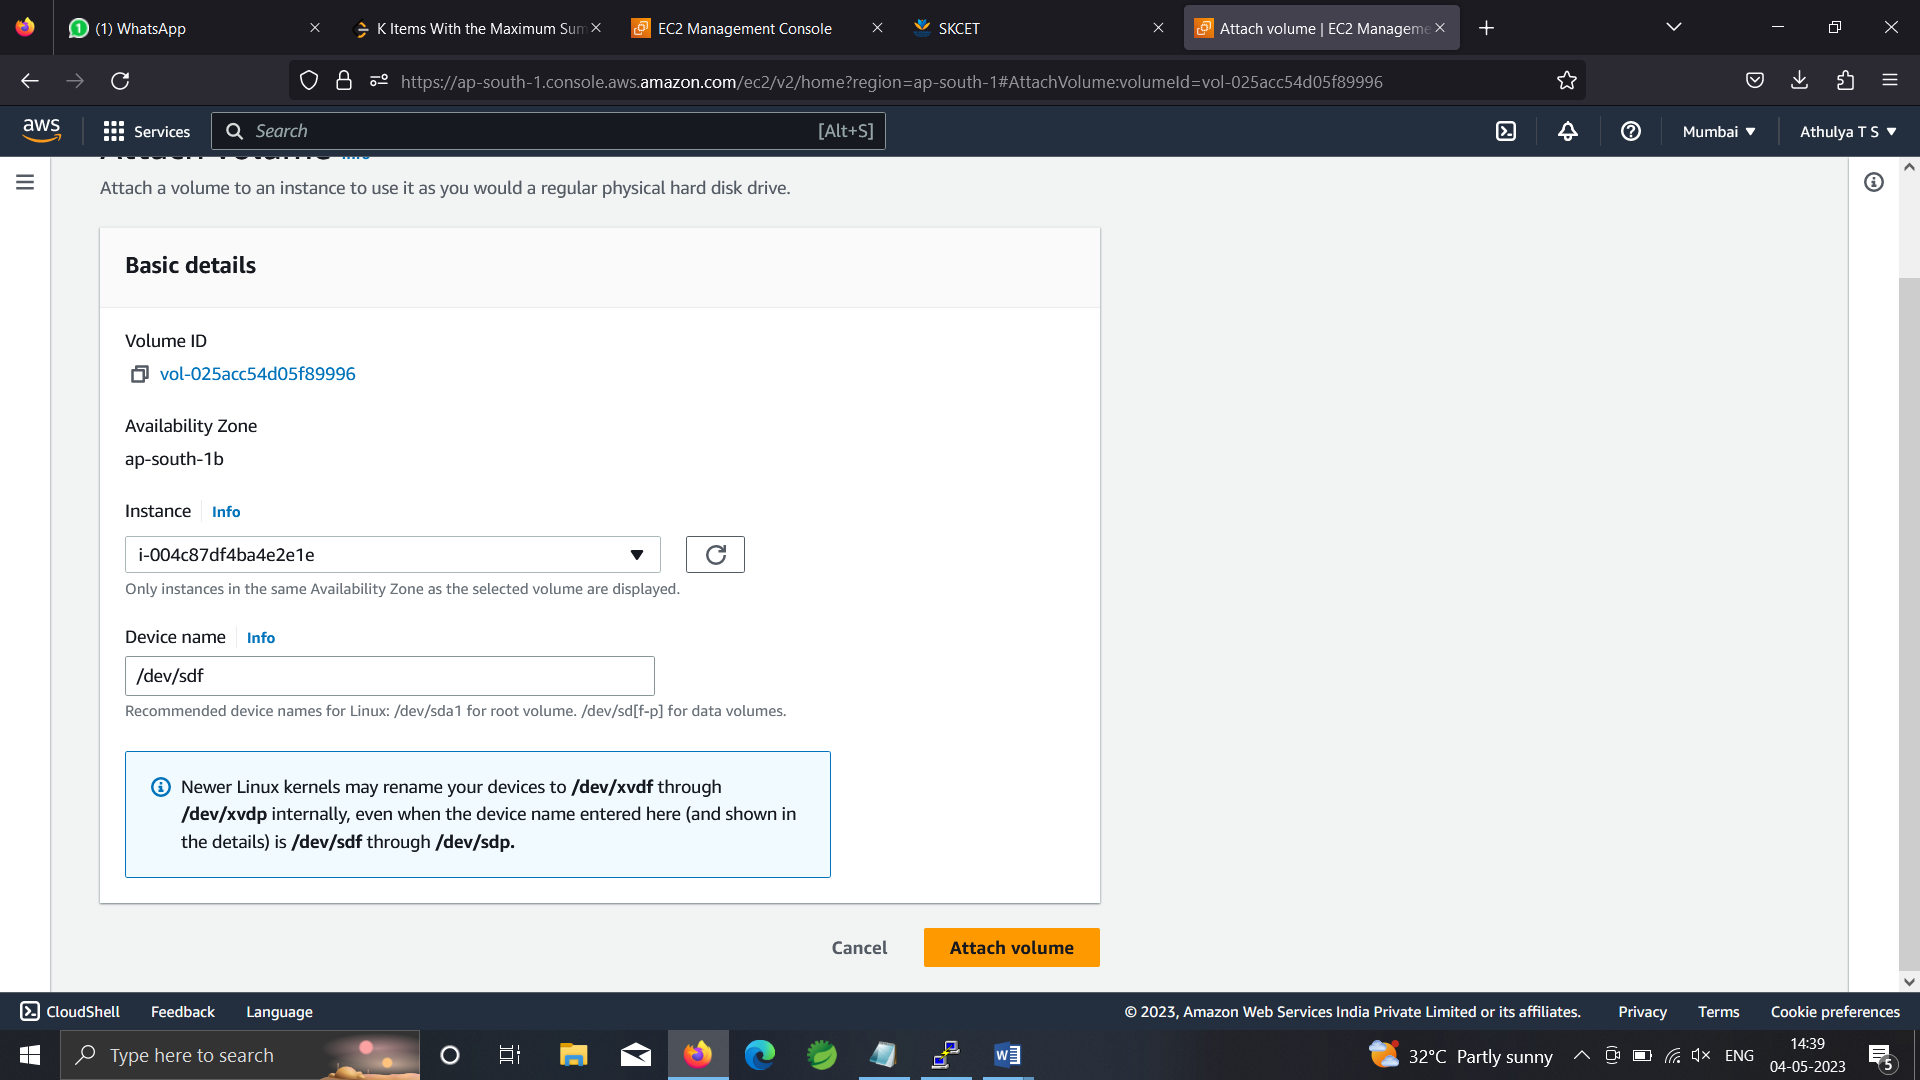 (1) WhatsApp
K Items With the Maximum Sum
EC2 Management Console
SKCET
Attach volume | EC2 Manageme
https://ap-south-1.console.aws.amazon.com/ec2/v2/home?region=ap-south-1#AttachVolume:volumeId=vol-025acc54d05f89996
aws
Services
Search
[Alt+S]
Mumbai
Athulya T S
Attach volume Info
Attach a volume to an instance to use it as you would a regular physical hard disk drive.
Basic details
Volume ID
vol-025acc54d05f89996
Availability Zone
ap-south-1b
Instance Info
i-004c87df4ba4e2e1e
Only instances in the same Availability Zone as the selected volume are displayed.
Device name Info
/dev/sdf
Recommended device names for Linux: /dev/sda1 for root volume. /dev/sd[f-p] for data volumes.
Newer Linux kernels may rename your devices to /dev/xvdf through
/dev/xvdp internally, even when the device name entered here (and shown in
the details) is /dev/sdf through /dev/sdp.
Cancel
Attach volume
CloudShell
Feedback
Language
© 2023, Amazon Web Services India Private Limited or its affiliates.
Privacy
Terms
Cookie preferences
Type here to search
32°C Partly sunny
ENG
14:39
04-05-2023
5